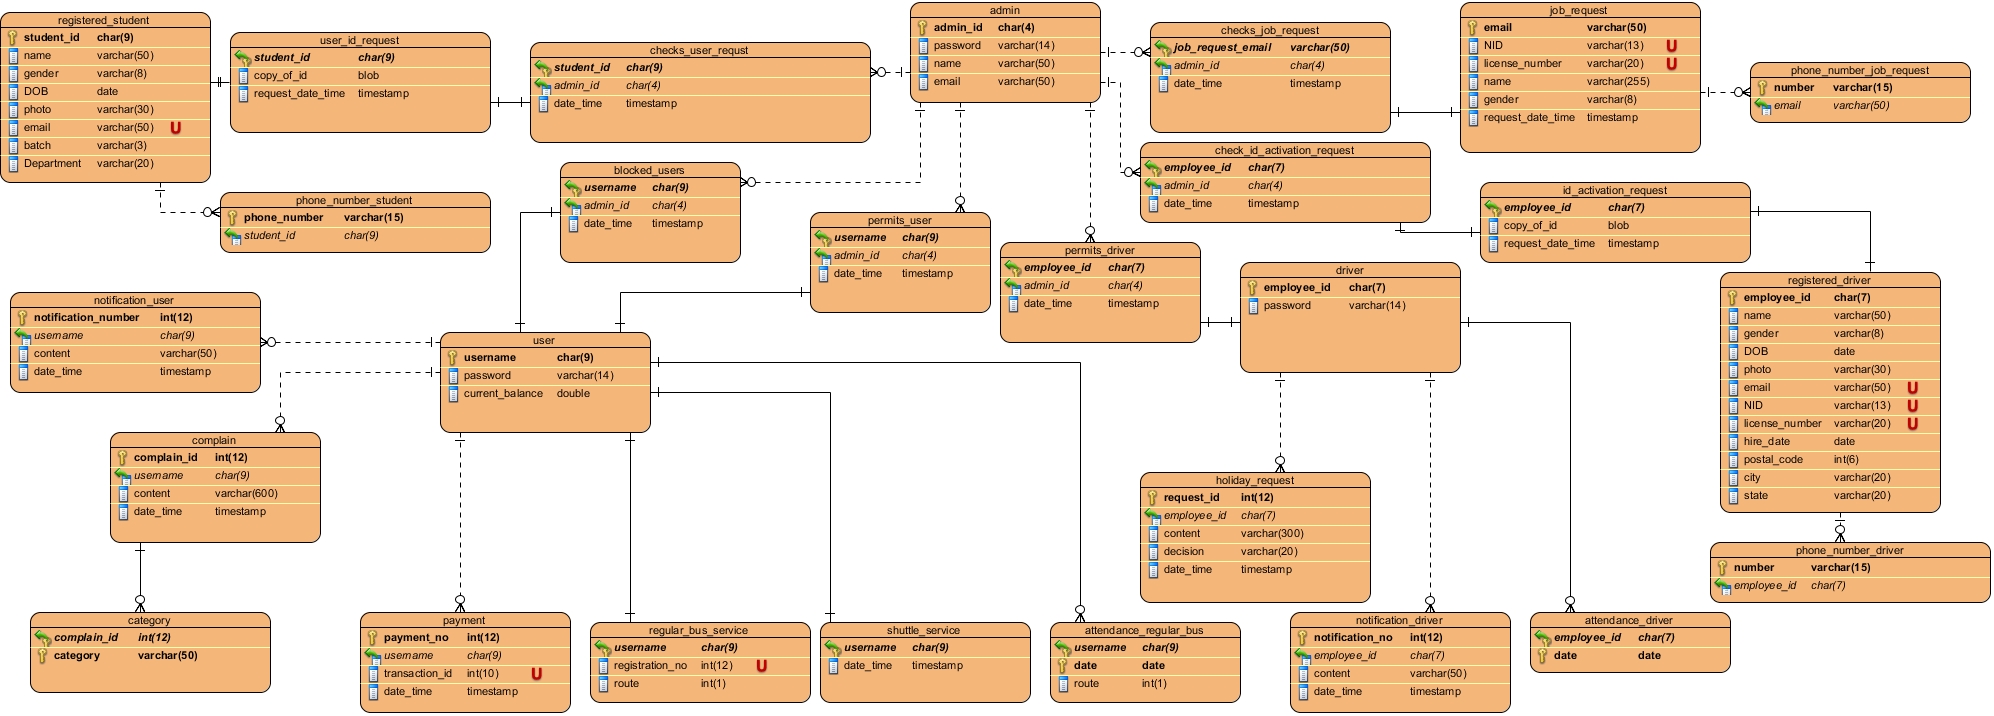 registered_student
student_id char(9)
name varchar(50)
gender varchar(8)
DOB date
photo varchar(30)
email varchar(50) U
batch varchar(3)
Department varchar(20)
user_id_request
student_id char(9)
copy_of_id blob
request_date_time timestamp
checks_user_requst
student_id char(9)
admin_id char(4)
date_time timestamp
admin
admin_id char(4)
password varchar(14)
name varchar(50)
email varchar(50)
checks_job_request
job_request_email varchar(50)
admin_id char(4)
date_time timestamp
job_request
email varchar(50)
NID varchar(13) U
license_number varchar(20) U
name varchar(255)
gender varchar(8)
request_date_time timestamp
phone_number_job_request
number varchar(15)
email varchar(50)
phone_number_student
phone_number varchar(15)
student_id char(9)
blocked_users
username char(9)
admin_id char(4)
date_time timestamp
permits_user
username char(9)
admin_id char(4)
date_time timestamp
check_id_activation_request
employee_id char(7)
admin_id char(4)
date_time timestamp
id_activation_request
employee_id char(7)
copy_of_id blob
request_date_time timestamp
permits_driver
employee_id char(7)
admin_id char(4)
date_time timestamp
driver
employee_id char(7)
password varchar(14)
registered_driver
employee_id char(7)
name varchar(50)
gender varchar(8)
DOB date
photo varchar(30)
email varchar(50) U
NID varchar(13) U
license_number varchar(20) U
hire_date date
postal_code int(6)
city varchar(20)
state varchar(20)
notification_user
notification_number int(12)
username char(9)
content varchar(50)
date_time timestamp
user
username char(9)
password varchar(14)
current_balance double
complain
complain_id int(12)
username char(9)
content varchar(600)
date_time timestamp
holiday_request
request_id int(12)
employee_id char(7)
content varchar(300)
decision varchar(20)
date_time timestamp
phone_number_driver
number varchar(15)
employee_id char(7)
category
complain_id int(12)
category varchar(50)
payment
payment_no int(12)
username char(9)
transaction_id int(10) U
date_time timestamp
regular_bus_service
username char(9)
registration_no int(12) U
route int(1)
shuttle_service
username char(9)
date_time timestamp
attendance_regular_bus
username char(9)
date date
route int(1)
notification_driver
notification_no int(12)
employee_id char(7)
content varchar(50)
date_time timestamp
attendance_driver
employee_id char(7)
date date